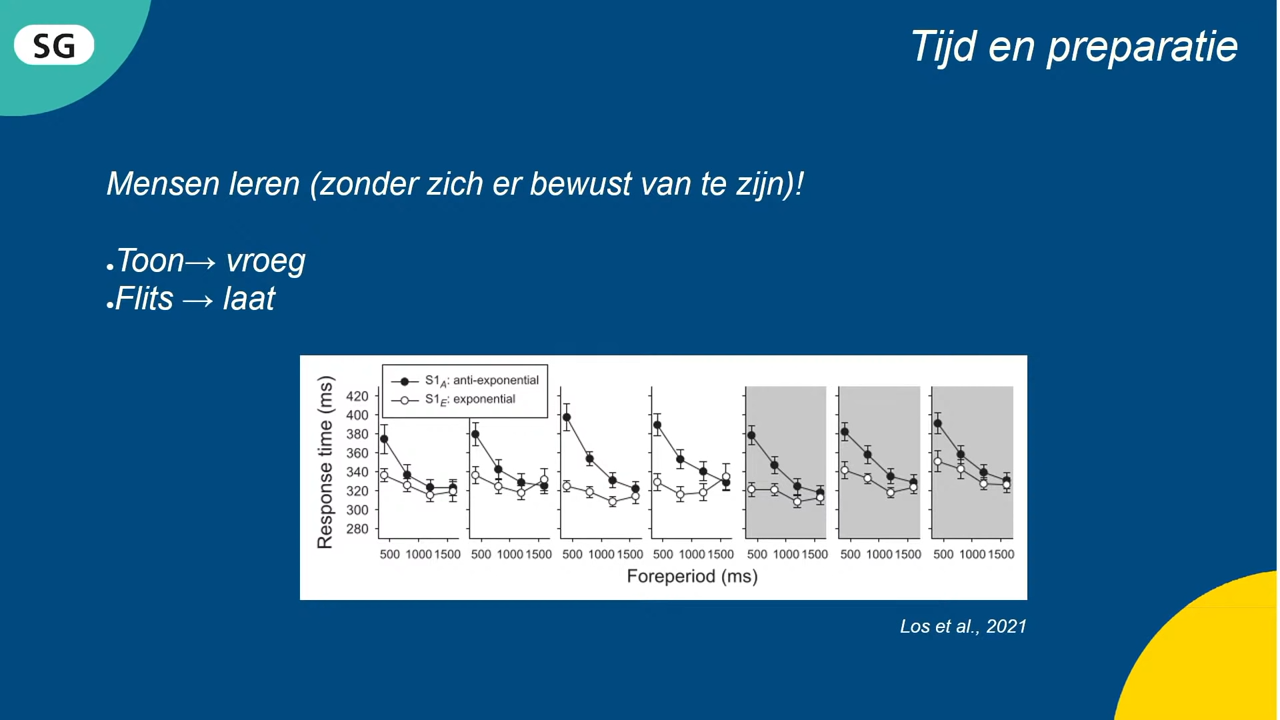 SG
Tijd en preparatie
Mensen leren (zonder zich er bewust van te zijn)!
●Toon→ vroeg
●Flits → laat
S1A: anti-exponential
S1E: exponential
Response time (ms)
420
400
380
360
340
320
300
280
500 1000 1500 500 1000 1500 500 1000 1500 500 1000 1500 500 1000 1500 500 1000 1500 500 1000 1500
Foreperiod (ms)
Los et al., 2021